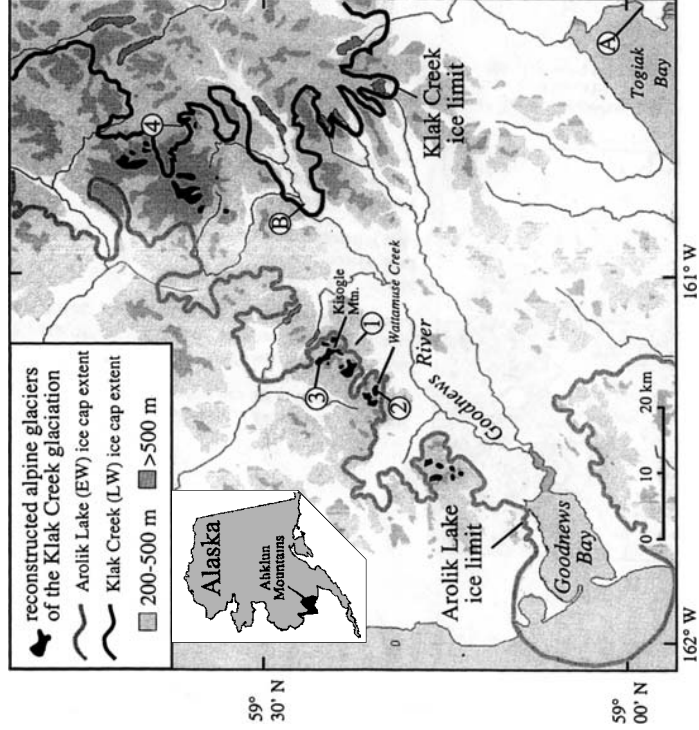 reconstructed alpine glaciers
of the Klak Creek glaciation
Arolik Lake (EW) ice cap extent
Klak Creek (LW) ice cap extent
200-500 m
>500 m
Alaska
Ahklun
Mountains
4
B
Klak Creek
ice limit
A
Togiak
Bay
Kisogle
Mtn.
1
Wattamuse Creek
3
2
Goodnews
River
Arolik Lake
ice limit
Goodnews
Bay
0
10
20 km
59°
30' N
59°
00' N
162° W
161° W